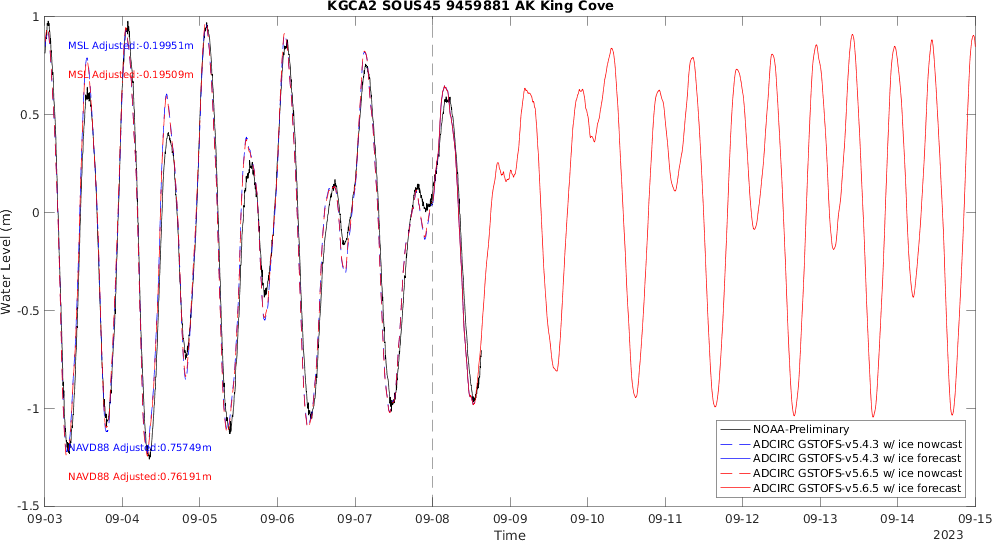 KGCA2 SOUS45 9459881 AK King Cove
1
0.5
0
-0.5
-1
-1.5
Water Level (m)
MSL Adjusted:-0.19951m
MSL Adjusted:-0.19509m
NAVD88 Adjusted:0.75749m
NAVD88 Adjusted:0.76191m
NOAA-Preliminary
ADCIRC GSTOFS-v5.4.3 w/ ice nowcast
ADCIRC GSTOFS-v5.4.3 w/ ice forecast
ADCIRC GSTOFS-v5.6.5 w/ ice nowcast
ADCIRC GSTOFS-v5.6.5 w/ ice forecast
09-03 09-04 09-05 09-06 09-07 09-08 09-09 09-10 09-11 09-12 09-13 09-14 09-15
Time
2023